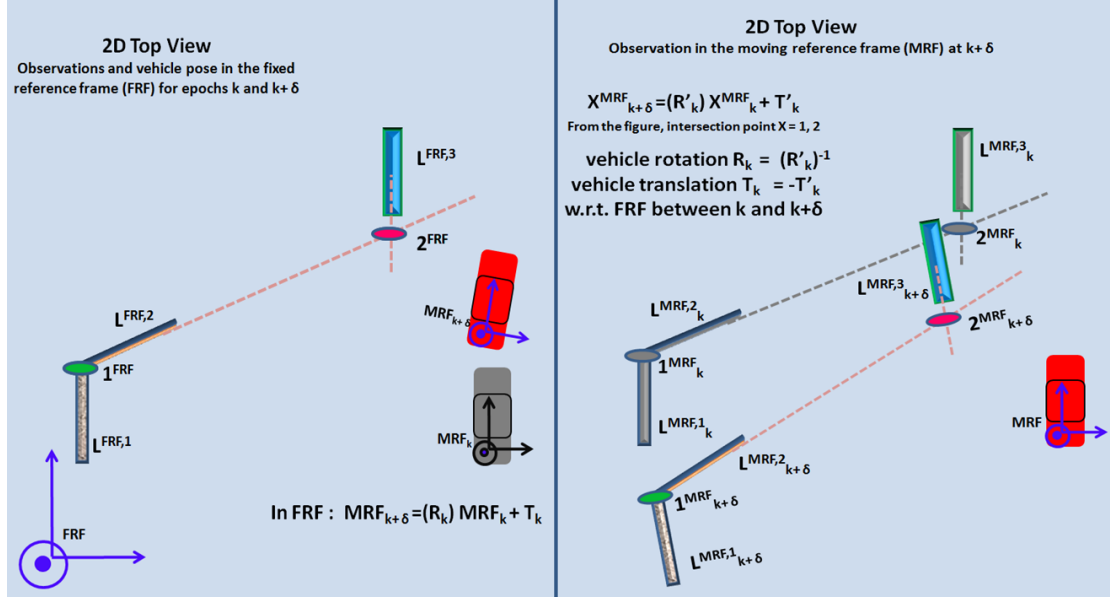 2D Top View
Observations and vehicle pose in the fixed
reference frame (FRF) for epochs k and k+ δ
L^FRF,3
2^FRF
L^FRF,2
MRF_k+δ
1^FRF
L^FRF,1
MRF_k
In FRF : MRF_k+δ=(R_k) MRF_k+ T_k
FRF
2D Top View
Observation in the moving reference frame (MRF) at k+ δ
X^MRF_k+δ=(R’_k) X^MRF_k+ T’_k
From the figure, intersection point X = 1, 2
vehicle rotation R_k = (R’_k)^-1
vehicle translation T_k = -T’_k
w.r.t. FRF between k and k+δ
L^MRF,3_k
2^MRF_k
L^MRF,3_k+δ
L^MRF,2_k
2^MRF_k+δ
1^MRF_k
L^MRF,1_k
MRF
L^MRF,2_k+δ
1^MRF_k+δ
L^MRF,1_k+δ